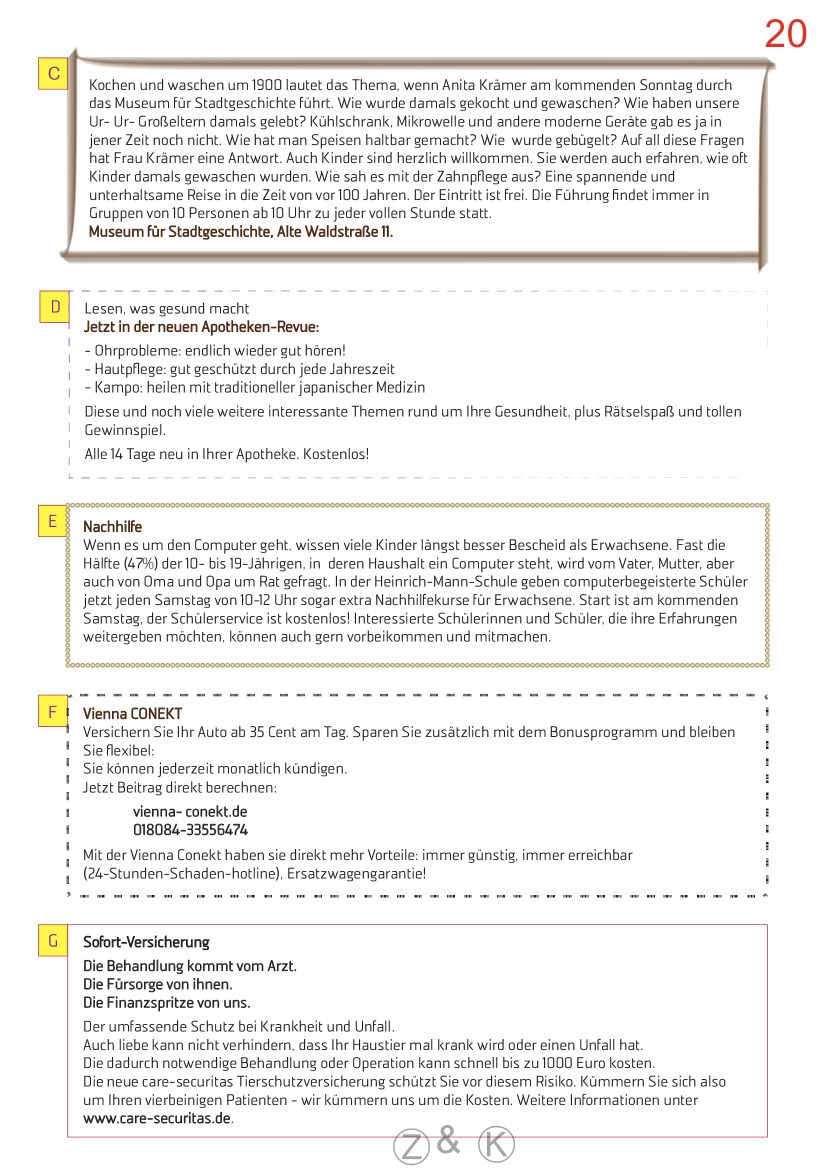 20
C
Kochen und waschen um 1900 lautet das Thema, wenn Anita Krämer am kommenden Sonntag durch
das Museum für Stadtgeschichte führt. Wie wurde damals gekocht und gewaschen? Wie haben unsere
Ur- Ur- Großeltern damals gelebt? Kühlschrank, Mikrowelle und andere moderne Geräte gab es ja in
jener Zeit noch nicht. Wie hat man Speisen haltbar gemacht? Wie wurde gebügelt? Auf all diese Fragen
hat Frau Krämer eine Antwort. Auch Kinder sind herzlich willkommen. Sie werden auch erfahren, wie oft
Kinder damals gewaschen wurden. Wie sah es mit der Zahnpflege aus? Eine spannende und
unterhaltsame Reise in die Zeit von vor 100 Jahren. Der Eintritt ist frei. Die Führung findet immer in
Gruppen von 10 Personen ab 10 Uhr zu jeder vollen Stunde statt.
Museum für Stadtgeschichte, Alte Waldstraße 11.
D
Lesen, was gesund macht
Jetzt in der neuen Apotheken-Revue:
- Ohrprobleme: endlich wieder gut hören!
- Hautpflege: gut geschützt durch jede Jahreszeit
- Kampo: heilen mit traditioneller japanischer Medizin
Diese und noch viele weitere interessante Themen rund um Ihre Gesundheit, plus Rätselspaß und tollen
Gewinnspiel.
Alle 14 Tage neu in Ihrer Apotheke. Kostenlos!
E
Nachhilfe
Wenn es um den Computer geht, wissen viele Kinder längst besser Bescheid als Erwachsene. Fast die
Hälfte (47%) der 10- bis 19-Jährigen, in deren Haushalt ein Computer steht, wird vom Vater, Mutter, aber
auch von Oma und Opa um Rat gefragt. In der Heinrich-Mann-Schule geben computerbegeisterte Schüler
jetzt jeden Samstag von 10-12 Uhr sogar extra Nachhilfekurse für Erwachsene. Start ist am kommenden
Samstag, der Schülerservice ist kostenlos! Interessierte Schülerinnen und Schüler, die ihre Erfahrungen
weitergeben möchten, können auch gern vorbeikommen und mitmachen.
F
Vienna CONEKT
Versichern Sie Ihr Auto ab 35 Cent am Tag. Sparen Sie zusätzlich mit dem Bonusprogramm und bleiben
Sie flexibel:
Sie können jederzeit monatlich kündigen.
Jetzt Beitrag direkt berechnen:
vienna- conekt.de
018084-33556474
Mit der Vienna Conekt haben sie direkt mehr Vorteile: immer günstig, immer erreichbar
(24-Stunden-Schaden-hotline), Ersatzwagengarantie!
G
Sofort-Versicherung
Die Behandlung kommt vom Arzt.
Die Fürsorge von ihnen.
Die Finanzspritze von uns.
Der umfassende Schutz bei Krankheit und Unfall.
Auch liebe kann nicht verhindern, dass Ihr Haustier mal krank wird oder einen Unfall hat.
Die dadurch notwendige Behandlung oder Operation kann schnell bis zu 1000 Euro kosten.
Die neue care-securitas Tierschutzversicherung schützt Sie vor diesem Risiko. Kümmern Sie sich also
um Ihren vierbeinigen Patienten - wir kümmern uns um die Kosten. Weitere Informationen unter
www.care-securitas.de.
Z & K